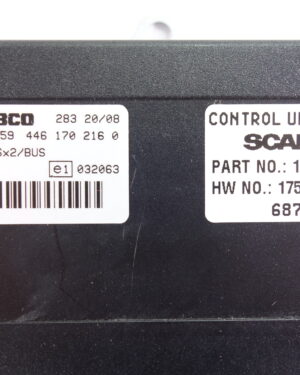 BCO 283 20/08
59 446 170 216 0
6x2/BUS
e1 032063
CONTROL U
SCA
PART NO.: 1
HW NO.: 175
687